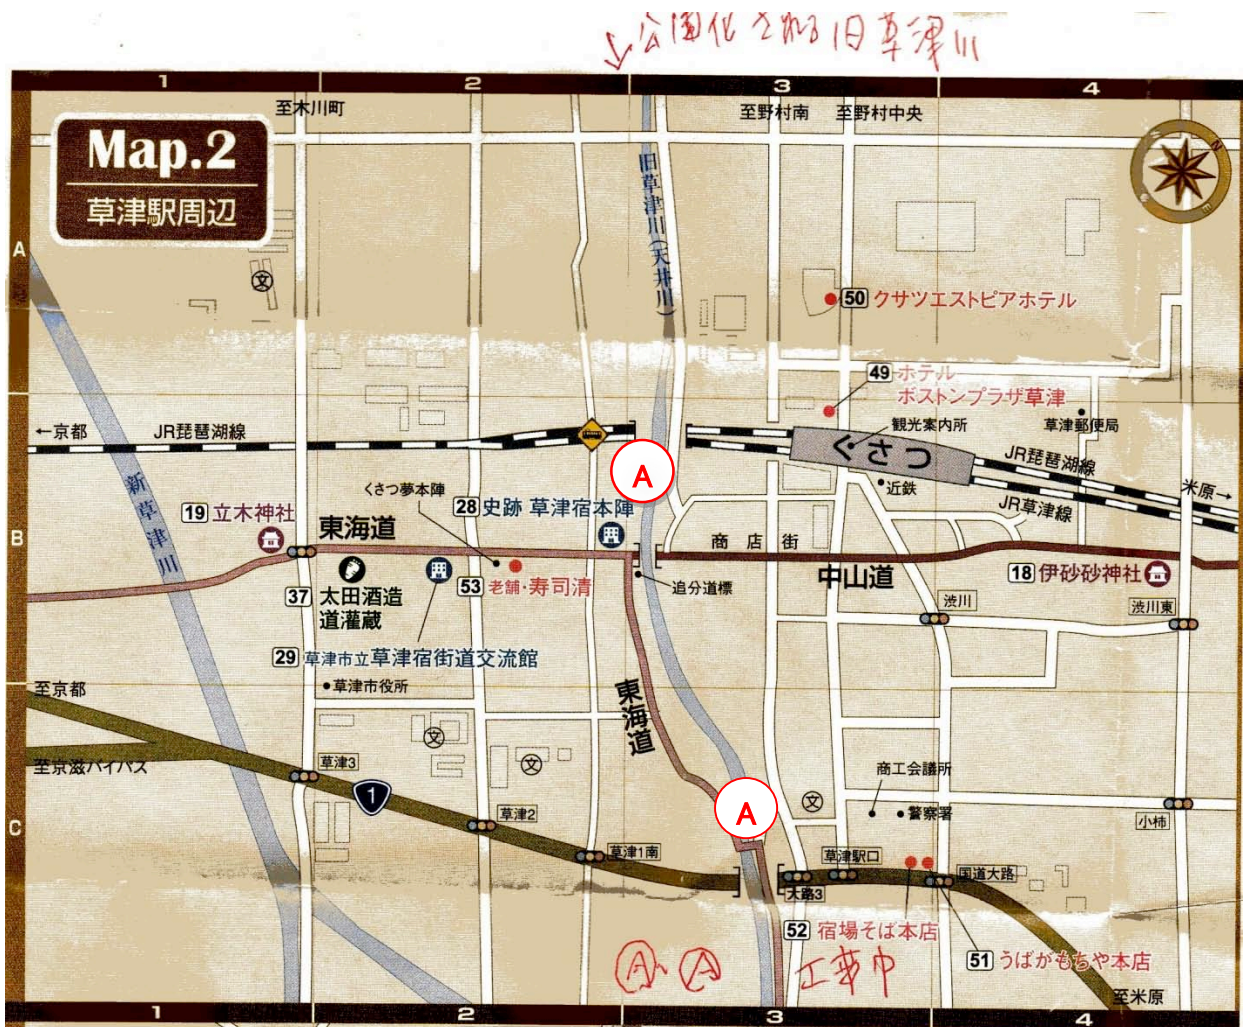 公園化される旧草津川
1
2
3
4
至木川町
至野村南
至野村中央
Map.2
草津駅周辺
N
E
A
旧草津川(天井川)
文
50 クサツエストピアホテル
49 ホテル
ボストンプラザ草津
草津郵便局
観光案内所
←京都
JR琵琶湖線
くさつ
JR琵琶湖線
米原→
近鉄
JR草津線
A
新草津川
くさつ夢本陣
28 史跡 草津宿本陣
19 立木神社
東海道
B
B
商店街
中山道
18 伊砂砂神社
37 太田酒造
道灌蔵
53 老舗・寿司清
追分道標
渋川
渋川東
29 草津市立草津宿街道交流館
至京都
草津市役所
東海道
文
文
至京滋バイパス
草津3
1
商工会議所
A
文
警察署
小柿
C
C
草津2
草津1南
草津駅口
国道大路
大路3
52 宿場そば本店
51 うばがもちや本店
A、A 工事中
至米原
1
2
3
4